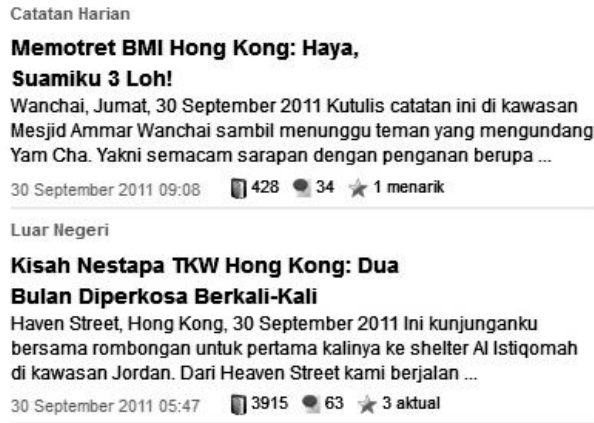 Catatan Harian
Memotret BMI Hong Kong: Haya,
Suamiku 3 Loh!
Wanchai, Jumat, 30 September 2011 Kutulis catatan ini di kawasan
Mesjid Ammar Wanchai sambil menunggu teman yang mengundang
Yam Cha. Yakni semacam sarapan dengan penganan berupa ...
30 September 2011 09:08 428 34 1 menarik
Luar Negeri
Kisah Nestapa TKW Hong Kong: Dua
Bulan Diperkosa Berkali-Kali
Haven Street, Hong Kong, 30 September 2011 Ini kunjunganku
bersama rombongan untuk pertama kalinya ke shelter Al Istiqomah
di kawasan Jordan. Dari Heaven Street kami berjalan ...
30 September 2011 05:47 3915 63 3 aktual